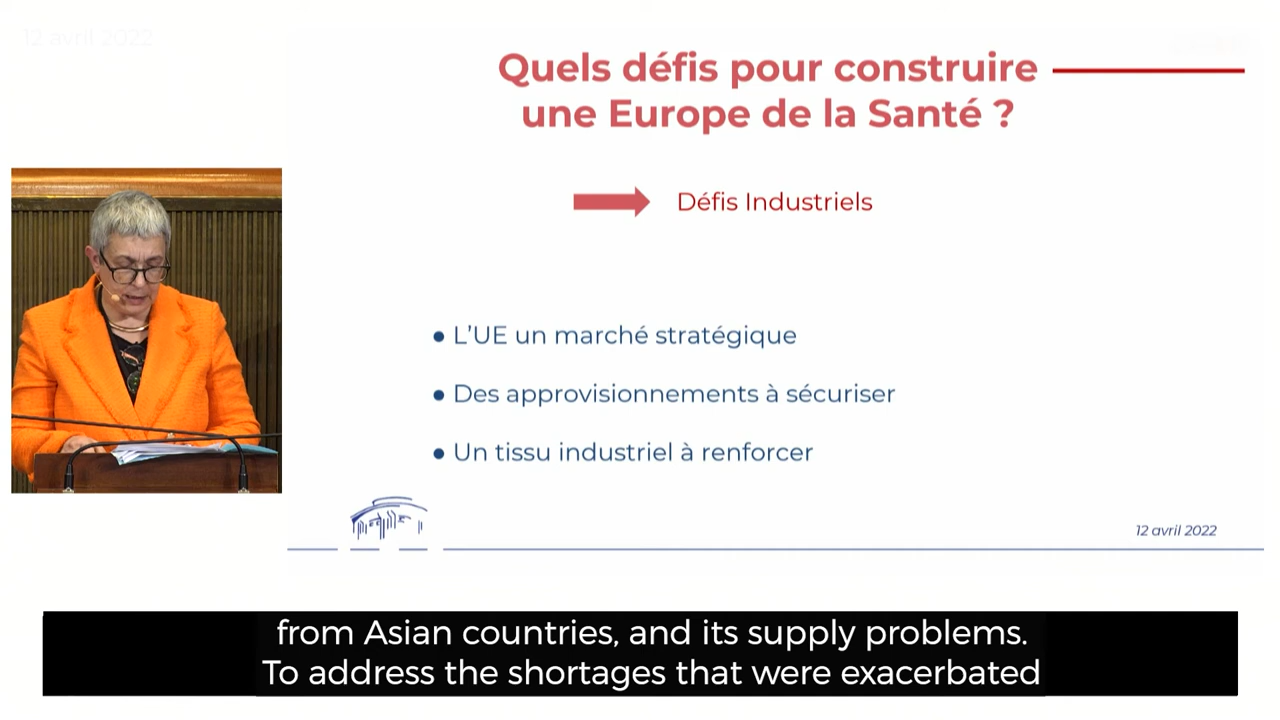 12 avril 2022
Quels défis pour construire
une Europe de la Santé ?
Défis Industriels
● L’UE un marché stratégique
● Des approvisionnements à sécuriser
● Un tissu industriel à renforcer
12 avril 2022
from Asian countries, and its supply problems.
To address the shortages that were exacerbated